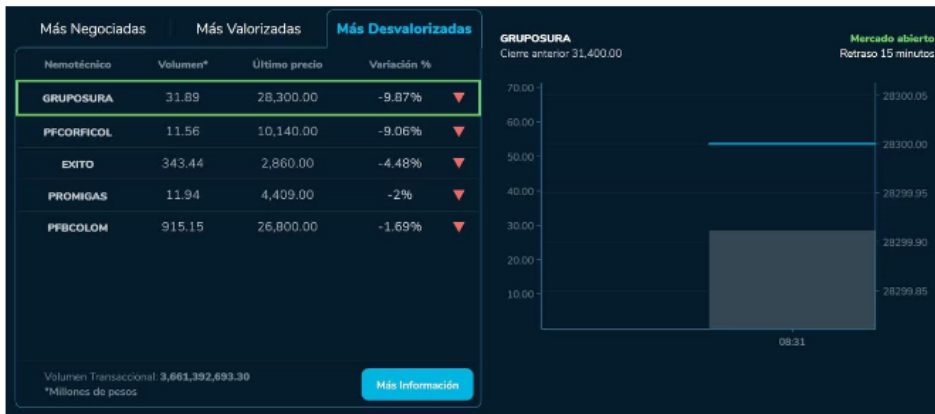 Más Negociadas Más Valorizadas Más Desvalorizadas
Nemotécnico Volumen* Último precio Variación %
GRUPOSURA 31.89 28,300.00 -9.87%
PFCORFICOL 11.56 10,140.00 -9.06%
EXITO 343.44 2,860.00 -4.48%
PROMIGAS 11.94 4,409.00 -2%
PFBCOLOM 915.15 26,800.00 -1.69%
Volumen Transaccional: 3,661,392,693.30
*Millones de pesos
Más Información
GRUPOSURA Mercado abierto
Cierre anterior 31,400.00 Retraso 15 minutos
70.00
60.00
50.00
40.00
30.00
20.00
10.00
28300.05
28300.00
28299.95
28299.90
28299.85
08:31